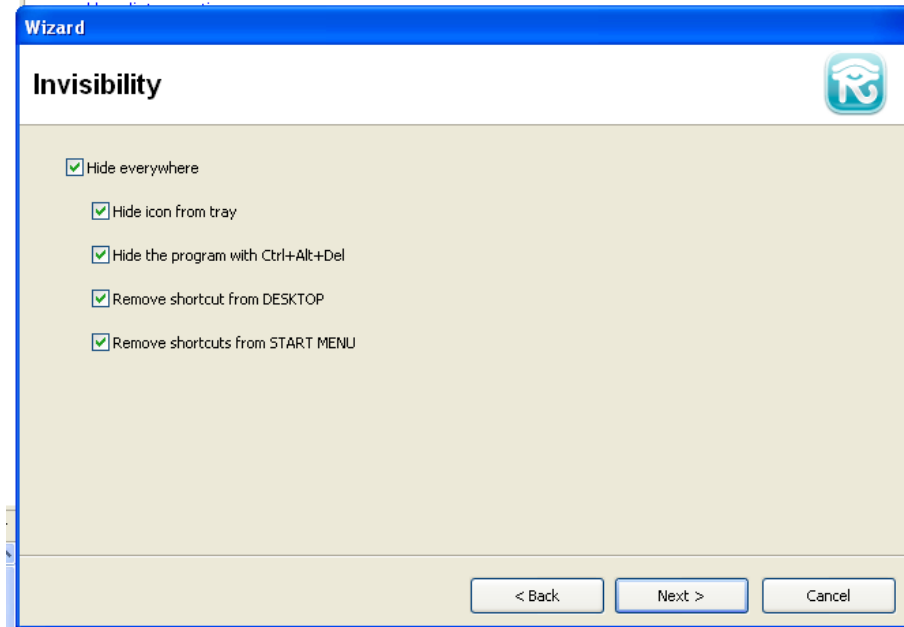 Wizard
Invisibility
Hide everywhere
Hide icon from tray
Hide the program with Ctrl+Alt+Del
Remove shortcut from DESKTOP
Remove shortcuts from START MENU
< Back Next > Cancel